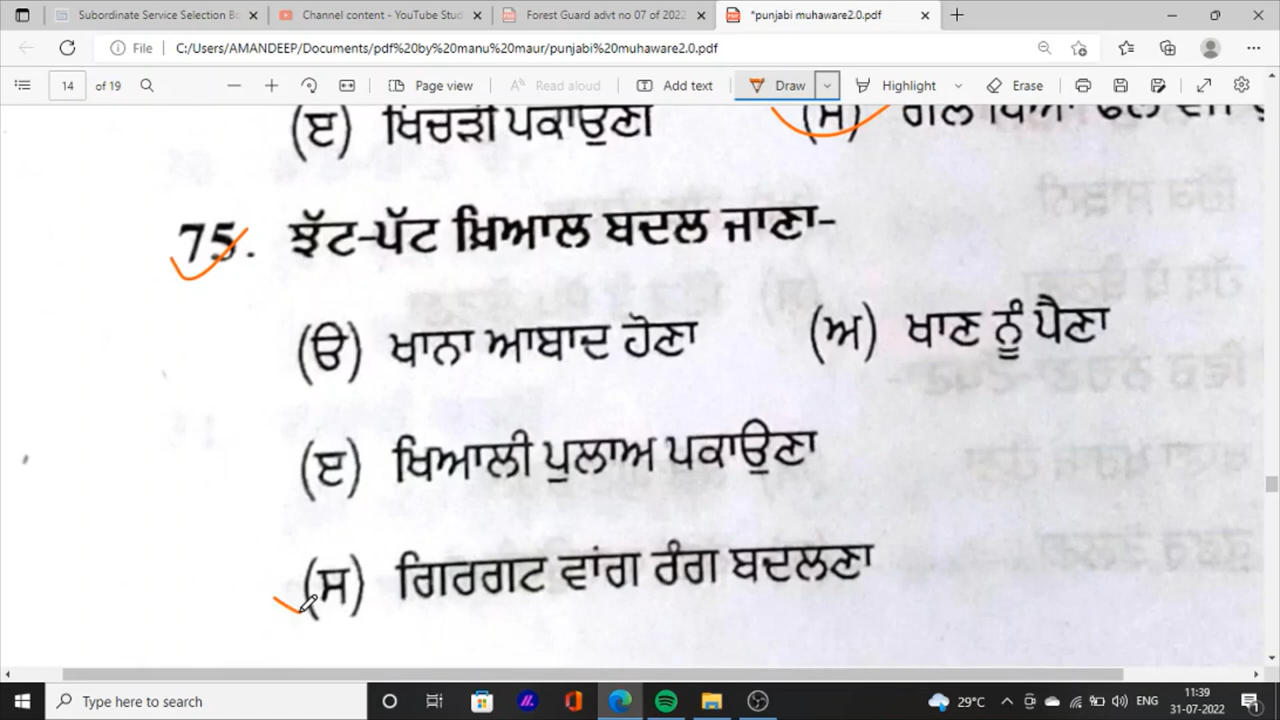 Subordinate Service Selection Bo
Channel content - YouTube Stud
Forest Guard advt no 07 of 2022
*punjabi muhaware2.0.pdf
File
C:/Users/AMANDEEP/Documents/pdf%20by%20manu%20maur/punjabi%20muhaware2.0.pdf
14 of 19
Page view
Read aloud
Add text
Draw
Highlight
Erase
(ੲ) ਖਿਚੜੀ ਪਕਾਉਣਾ (ਸ)
75. ਝੱਟ-ਪੱਟ ਖ਼ਿਆਲ ਬਦਲ ਜਾਣਾ-
(ੳ) ਖਾਨਾ ਆਬਾਦ ਹੋਣਾ (ਅ) ਖਾਣ ਨੂੰ ਪੈਣਾ
(ੲ) ਖਿਆਲੀ ਪੁਲਾਅ ਪਕਾਉਣਾ
(ਸ) ਗਿਰਗਟ ਵਾਂਗ ਰੰਗ ਬਦਲਣਾ
Type here to search
29°C
ENG
11:39
31-07-2022
1